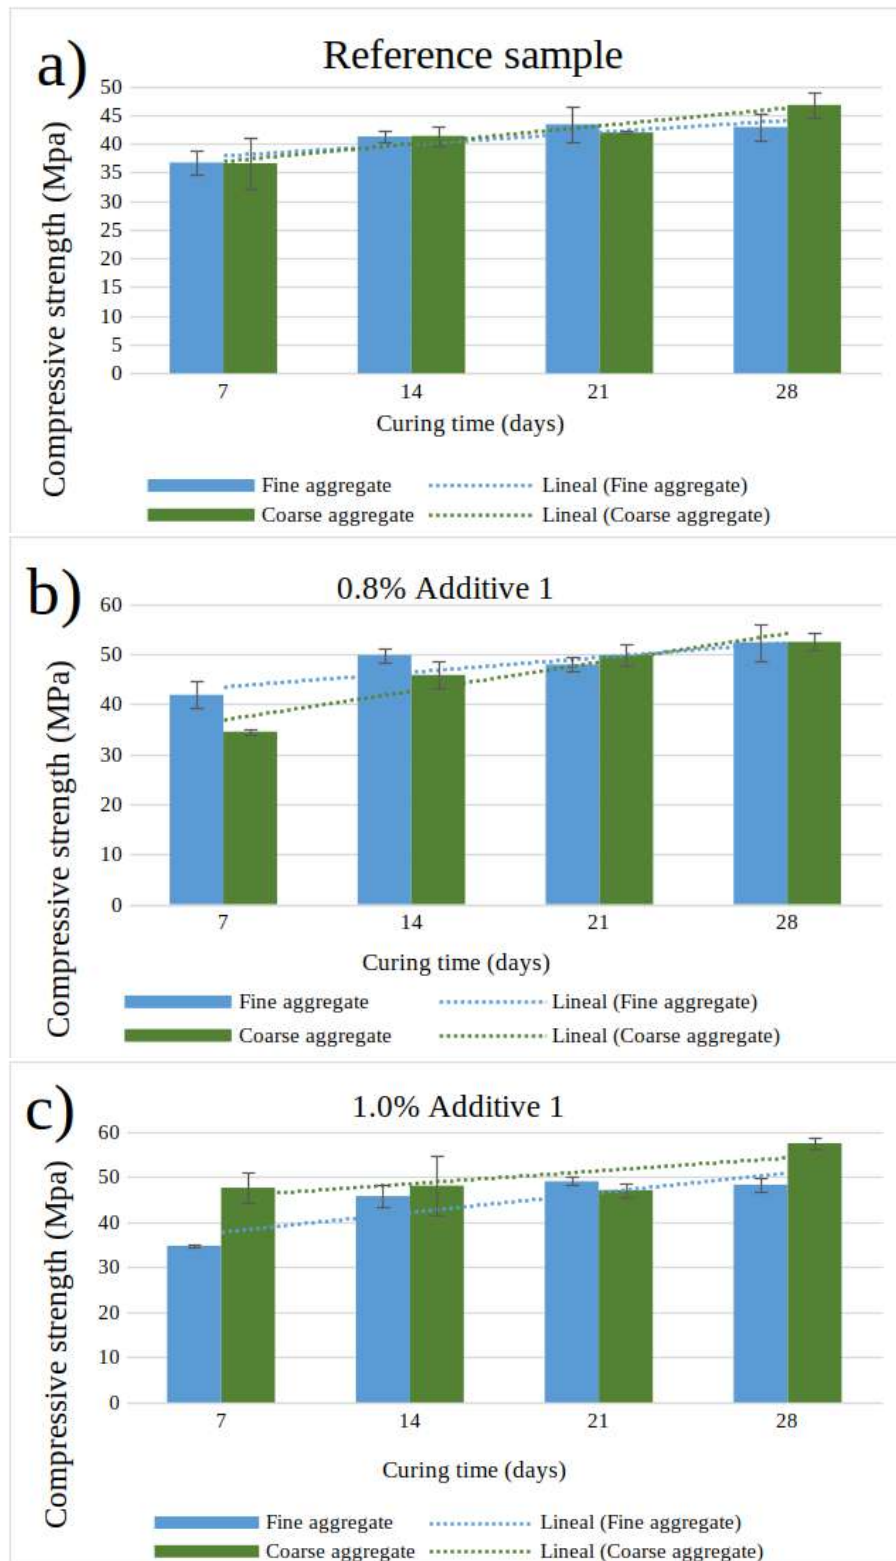 a)
Reference sample
Compressive strength (Mpa)
50
45
40
35
30
25
20
15
10
5
0
7 14 21 28
Curing time (days)
Fine aggregate Lineal (Fine aggregate)
Coarse aggregate Lineal (Coarse aggregate)
b)
0.8% Additive 1
Compressive strength (MPa)
60
50
40
30
20
10
0
7 14 21 28
Curing time (days)
Fine aggregate Lineal (Fine aggregate)
Coarse aggregate Lineal (Coarse aggregate)
c)
1.0% Additive 1
Compressive strength (Mpa)
60
50
40
30
20
10
0
7 14 21 28
Curing time (days)
Fine aggregate Lineal (Fine aggregate)
Coarse aggregate Lineal (Coarse aggregate)